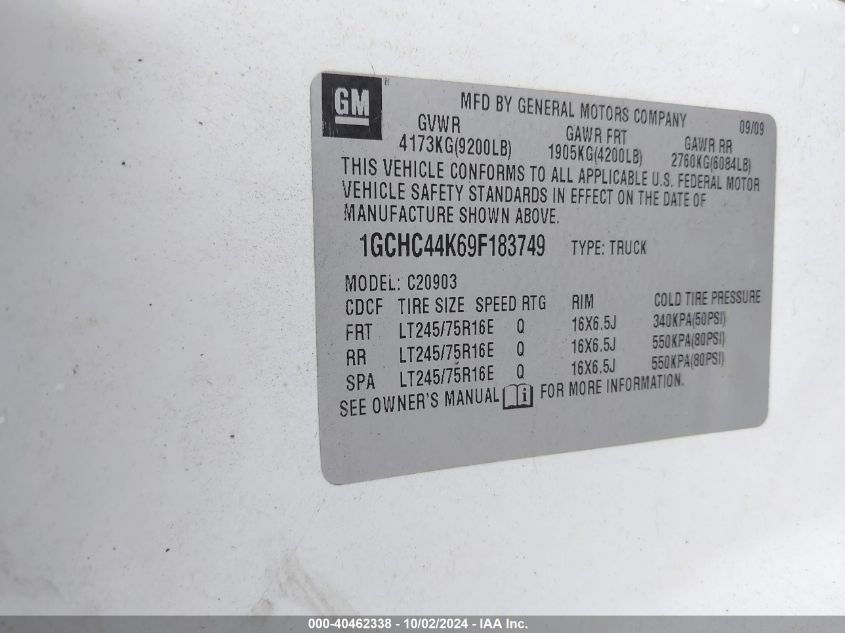 GM
MFD BY GENERAL MOTORS COMPANY 09/09
GVWR GAWR FRT GAWR RR
4173KG(9200LB) 1905KG(4200LB) 2760KG(6084LB)
THIS VEHICLE CONFORMS TO ALL APPLICABLE U.S. FEDERAL MOTOR
VEHICLE SAFETY STANDARDS IN EFFECT ON THE DATE OF
MANUFACTURE SHOWN ABOVE.
1GCHC44K69F183749 TYPE: TRUCK
MODEL: C20903
CDCF TIRE SIZE SPEED RTG RIM COLD TIRE PRESSURE
FRT LT245/75R16E Q 16X6.5J 340KPA(50PSI)
RR LT245/75R16E Q 16X6.5J 550KPA(80PSI)
SPA LT245/75R16E Q 16X6.5J 550KPA(80PSI)
SEE OWNER'S MANUAL i FOR MORE INFORMATION.
000-40462338 - 10/02/2024 - IAA Inc.